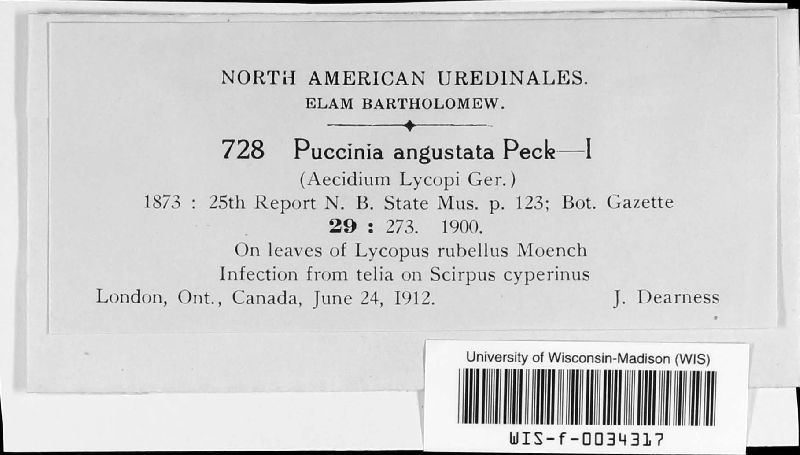 NORTH AMERICAN UREDINALES.
ELAM BARTHOLOMEW.
728 Puccinia angustata Peck—I
(Aecidium Lycopi Ger.)
1873 : 25th Report N. B. State Mus. p. 123; Bot. Gazette
29 : 273. 1900.
On leaves of Lycopus rubellus Moench
Infection from telia on Scirpus cyperinus
London, Ont., Canada, June 24, 1912. J. Dearness
University of Wisconsin-Madison (WIS)
WIS-f-0034317